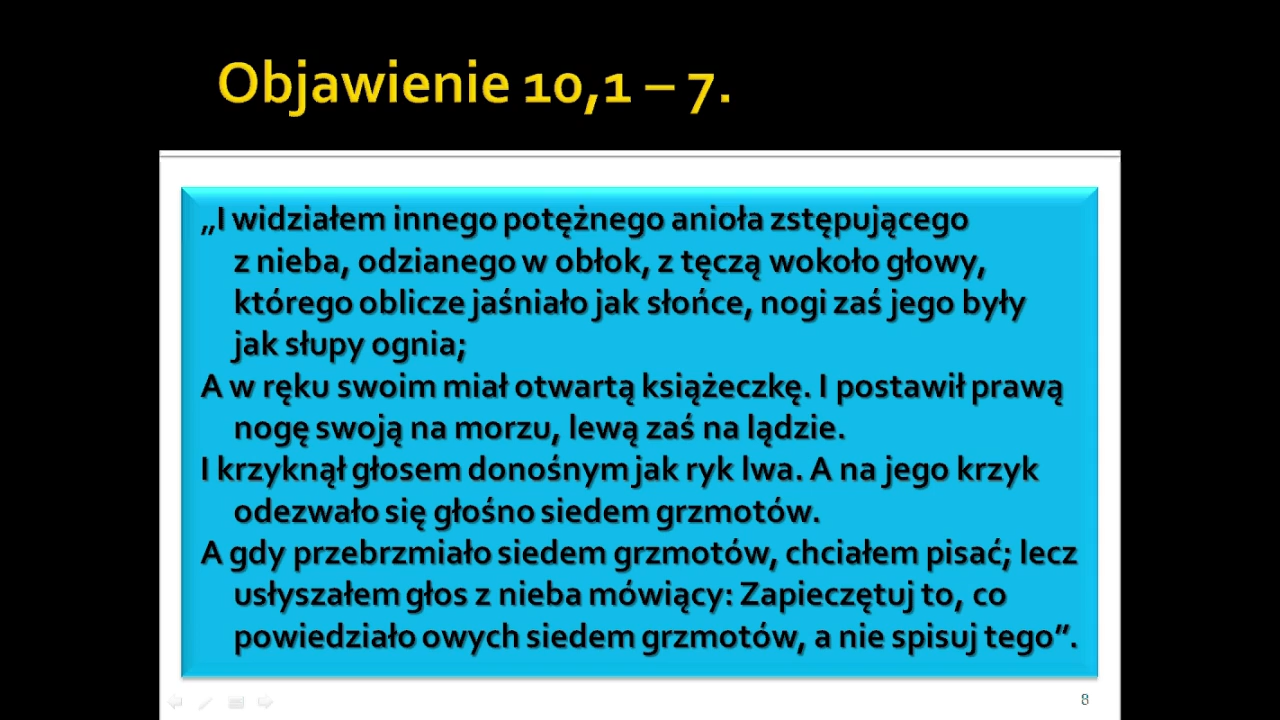 Objawienie 10,1 – 7.
„I widziałem innego potężnego anioła zstępującego
z nieba, odzianego w obłok, z tęczą wokoło głowy,
którego oblicze jaśniało jak słońce, nogi zaś jego były
jak słupy ognia;
A w ręku swoim miał otwartą książeczkę. I postawił prawą
nogę swoją na morzu, lewą zaś na lądzie.
I krzyknął głosem donośnym jak ryk lwa. A na jego krzyk
odezwało się głośno siedem grzmotów.
A gdy przebrzmiało siedem grzmotów, chciałem pisać; lecz
usłyszałem głos z nieba mówiący: Zapieczętuj to, co
powiedziało owych siedem grzmotów, a nie spisuj tego”.
8